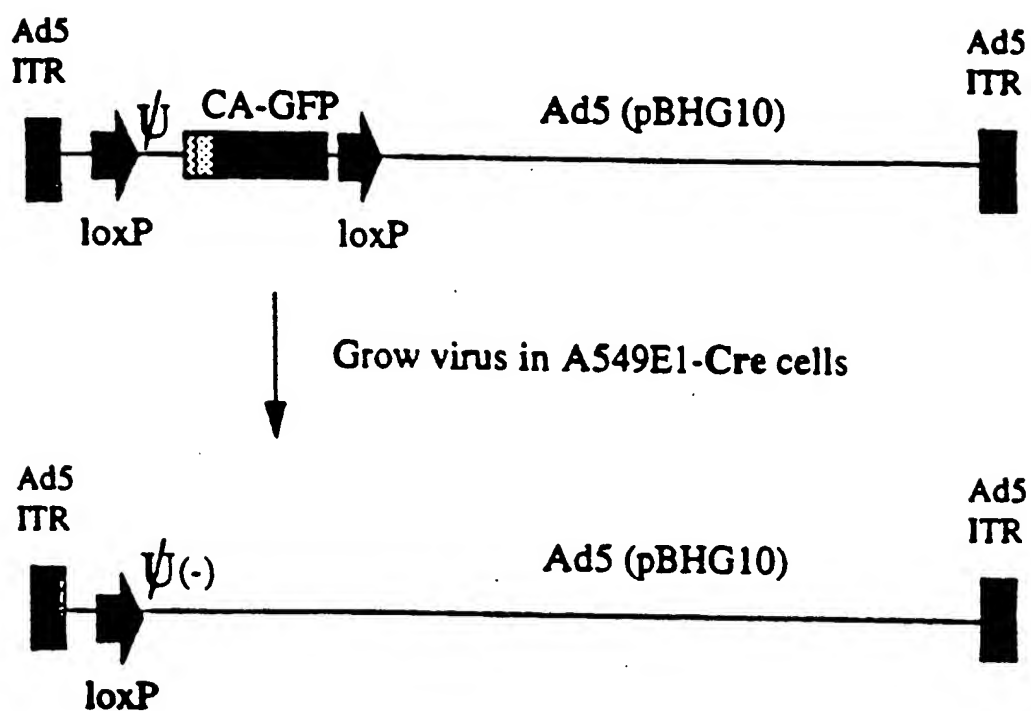 Ad5
ITR
Ad5
ITR
ψ
CA-GFP
Ad5 (pBHG10)
loxP
loxP
Grow virus in A549E1-Cre cells
Ad5
ITR
Ad5
ITR
ψ(-)
Ad5 (pBHG10)
loxP